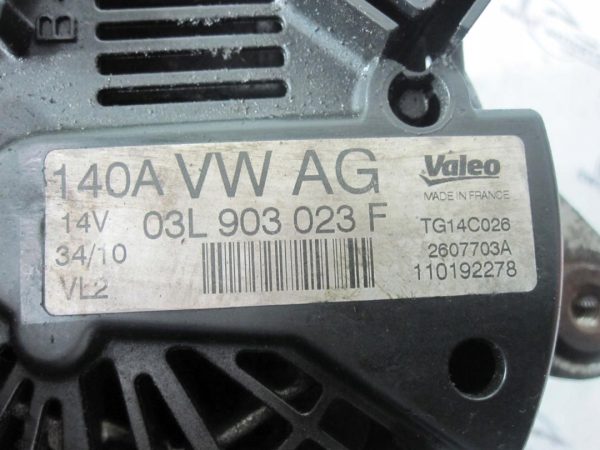 B
140A VW AG
14V 03L 903 023 F
34/10
VL2
Valeo
MADE IN FRANCE
TG14C026
2607703A
110192278